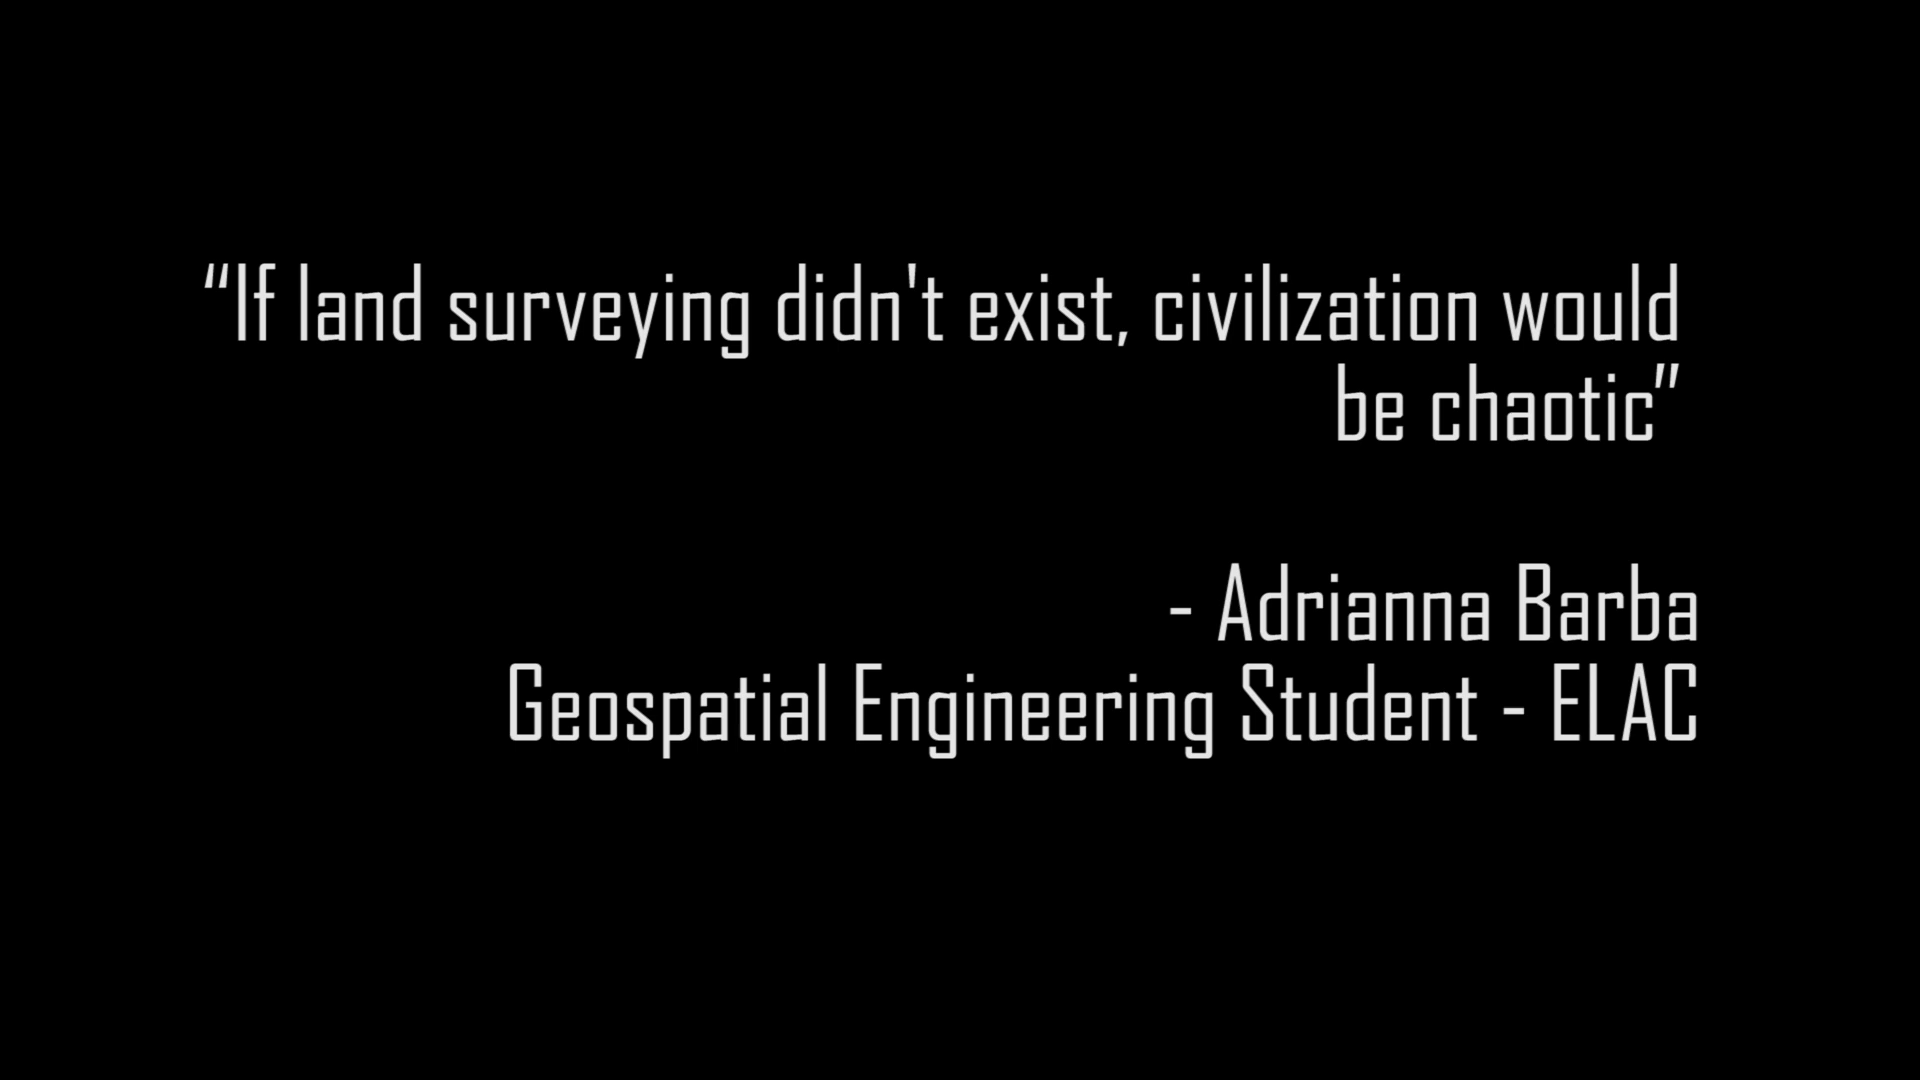 “If land surveying didn't exist, civilization would
be chaotic”
- Adrianna Barba
Geospatial Engineering Student - ELAC